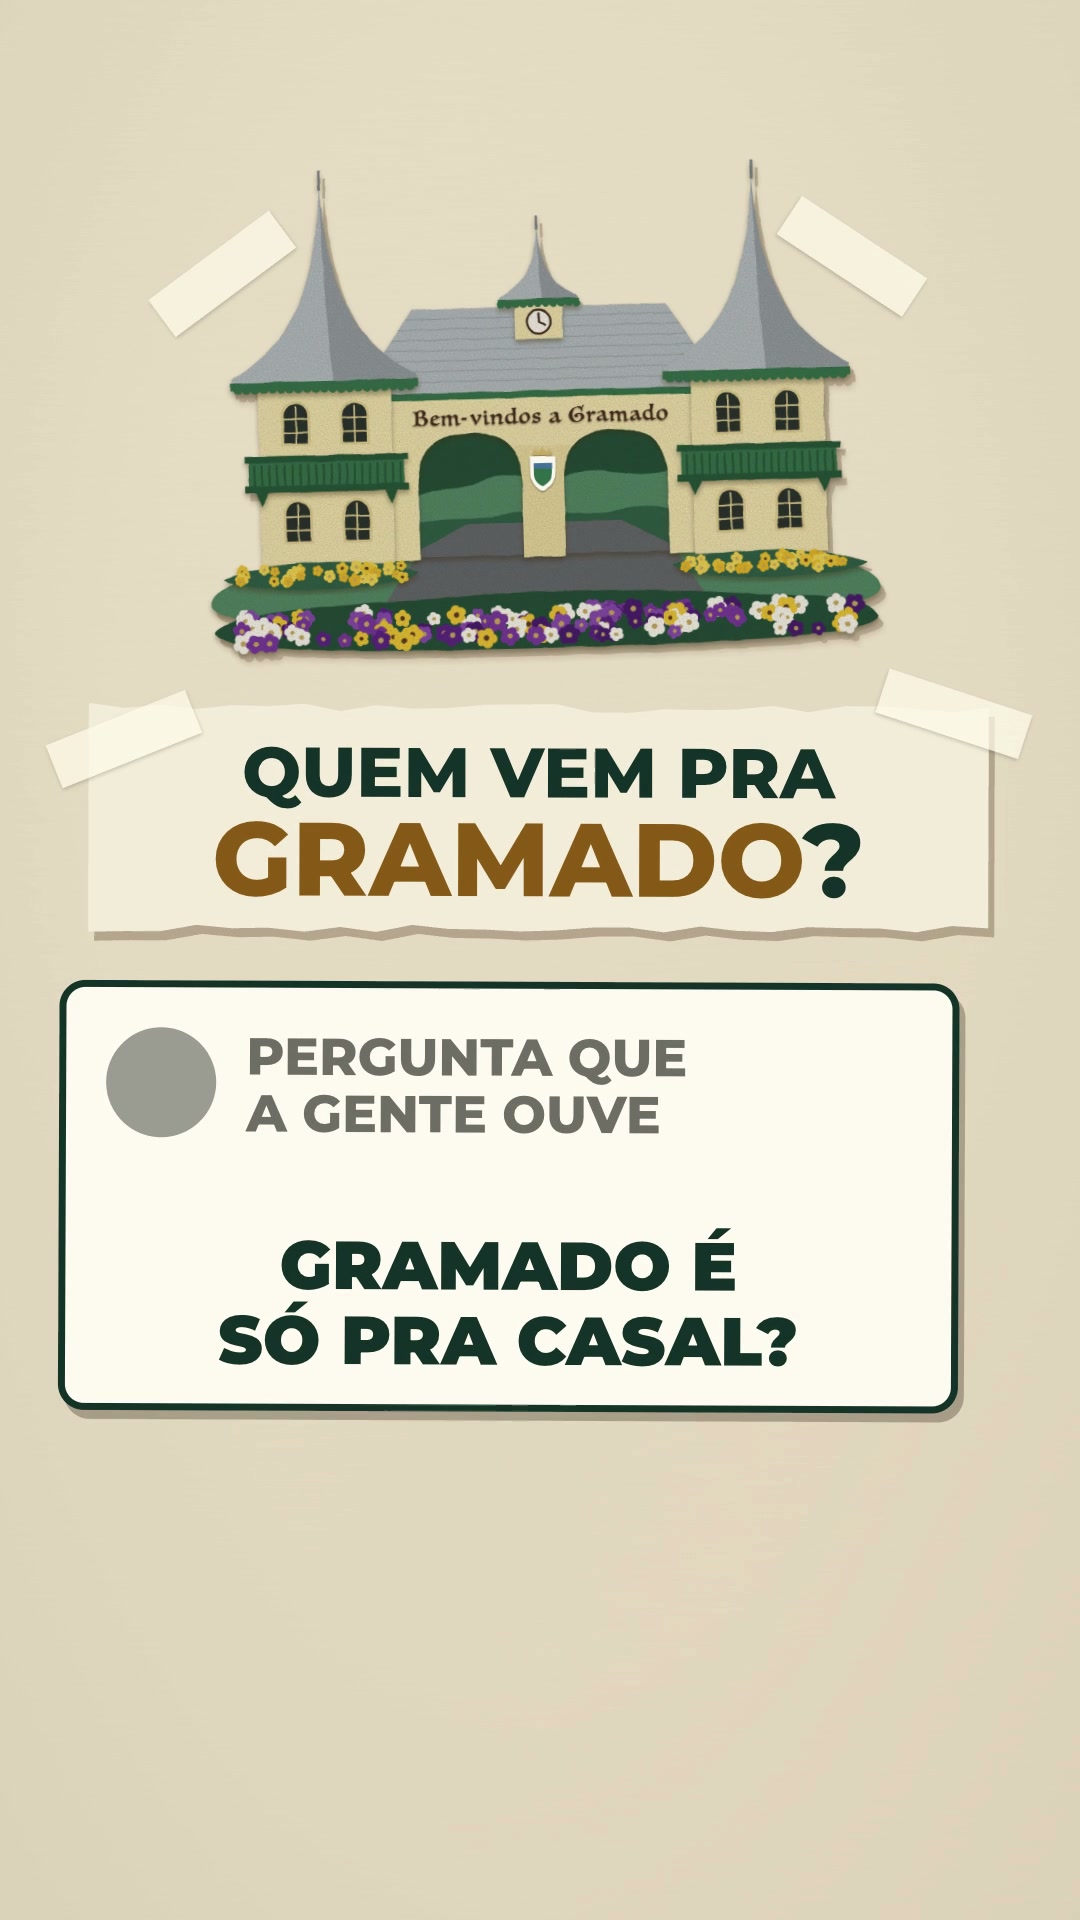 Bem-vindos a Gramado
QUEM VEM PRA
GRAMADO?
PERGUNTA QUE
A GENTE OUVE
GRAMADO É
SÓ PRA CASAL?